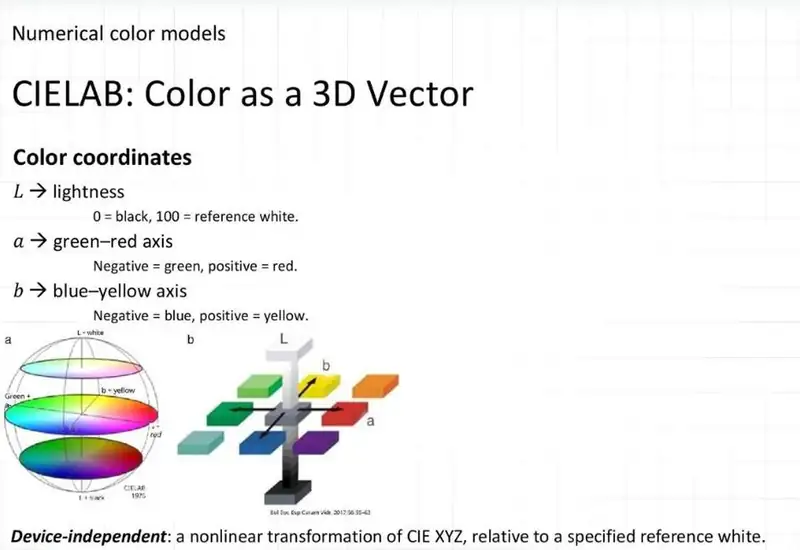 Numerical color models
CIELAB: Color as a 3D Vector
Color coordinates
L → lightness
0 = black, 100 = reference white.
a → green–red axis
Negative = green, positive = red.
b → blue–yellow axis
Negative = blue, positive = yellow.
a
L - white
b + yellow
Green +
red
CIELAB
1976
L + black
b
L
b
a
Device-independent: a nonlinear transformation of CIE XYZ, relative to a specified reference white.